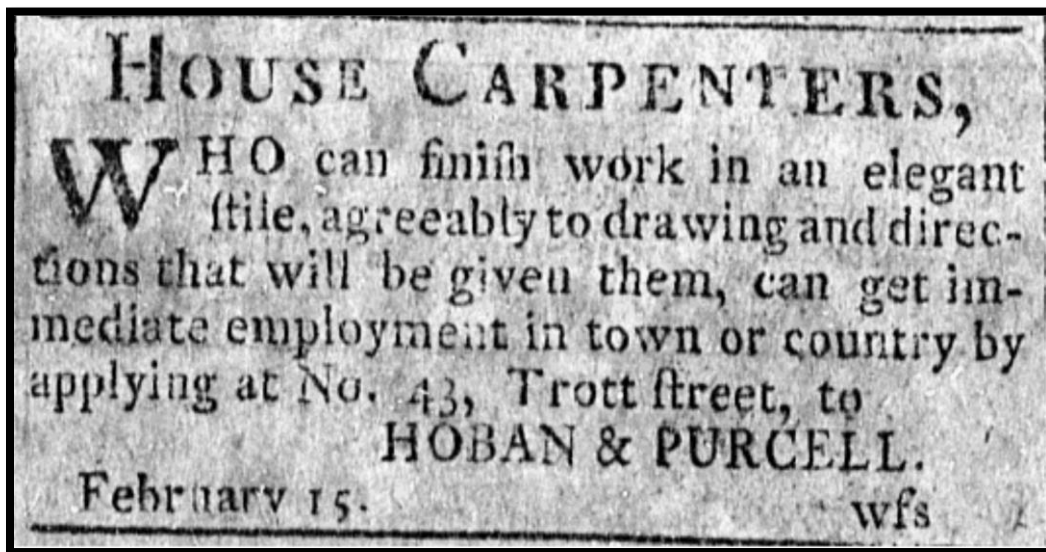 HOUSE CARPENTERS,
WHO can finiſh work in an elegant
ſtile, agreeably to drawing and direc-
tions that will be given them, can get im-
mediate employment in town or country by
applying at No. 43, Trott ſtreet, to
HOBAN & PURCELL.
February 15. wfs